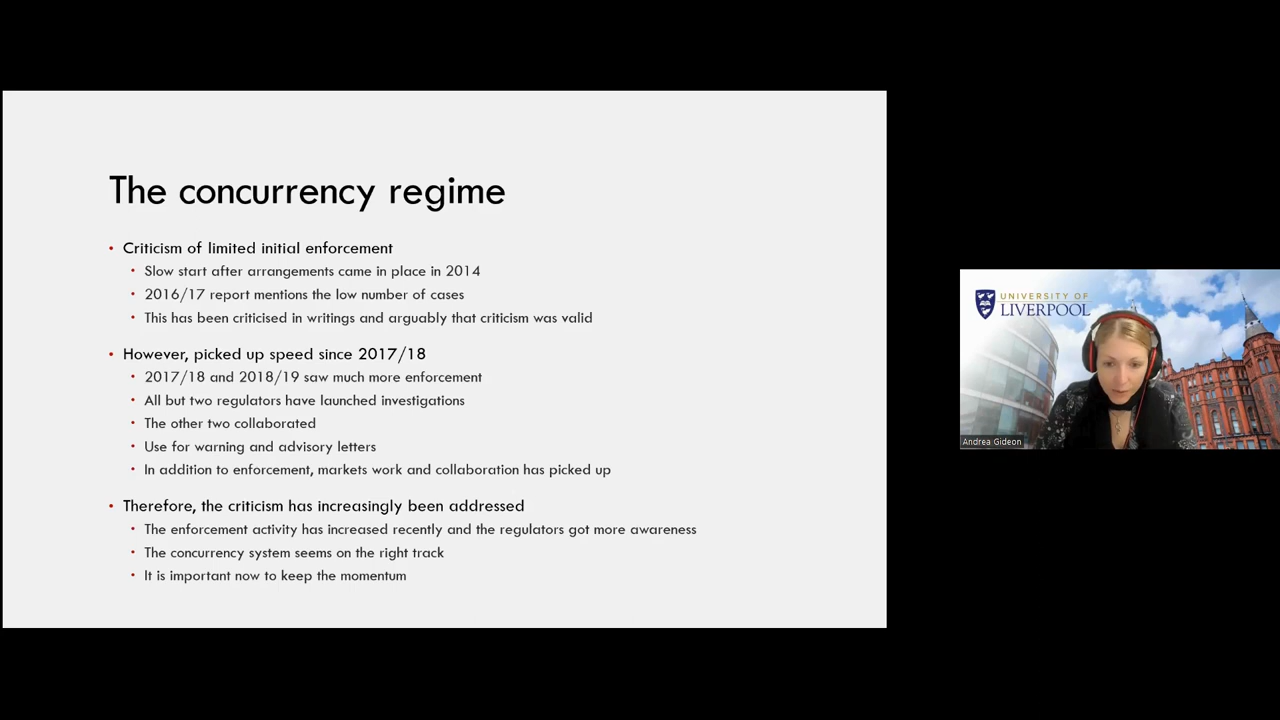 The concurrency regime
• Criticism of limited initial enforcement
• Slow start after arrangements came in place in 2014
• 2016/17 report mentions the low number of cases
• This has been criticised in writings and arguably that criticism was valid
• However, picked up speed since 2017/18
• 2017/18 and 2018/19 saw much more enforcement
• All but two regulators have launched investigations
• The other two collaborated
• Use for warning and advisory letters
• In addition to enforcement, markets work and collaboration has picked up
• Therefore, the criticism has increasingly been addressed
• The enforcement activity has increased recently and the regulators got more awareness
• The concurrency system seems on the right track
• It is important now to keep the momentum
UNIVERSITY OF
LIVERPOOL
Andrea Gideon